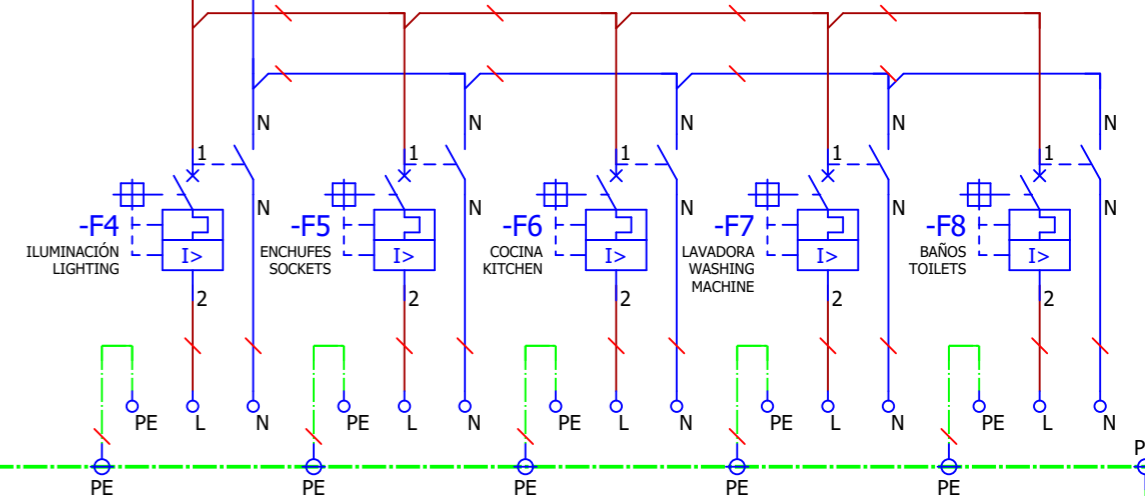 N
N
N
N
N
1
1
1
1
1
N
N
N
N
N
-F4
ILUMINACIÓN
LIGHTING
I>
-F5
ENCHUFES
SOCKETS
I>
-F6
COCINA
KITCHEN
I>
-F7
LAVADORA
WASHING
MACHINE
I>
-F8
BAÑOS
TOILETS
I>
2
2
2
2
2
PE L N
PE L N
PE L N
PE L N
PE L N
PE
PE
PE
PE
PE